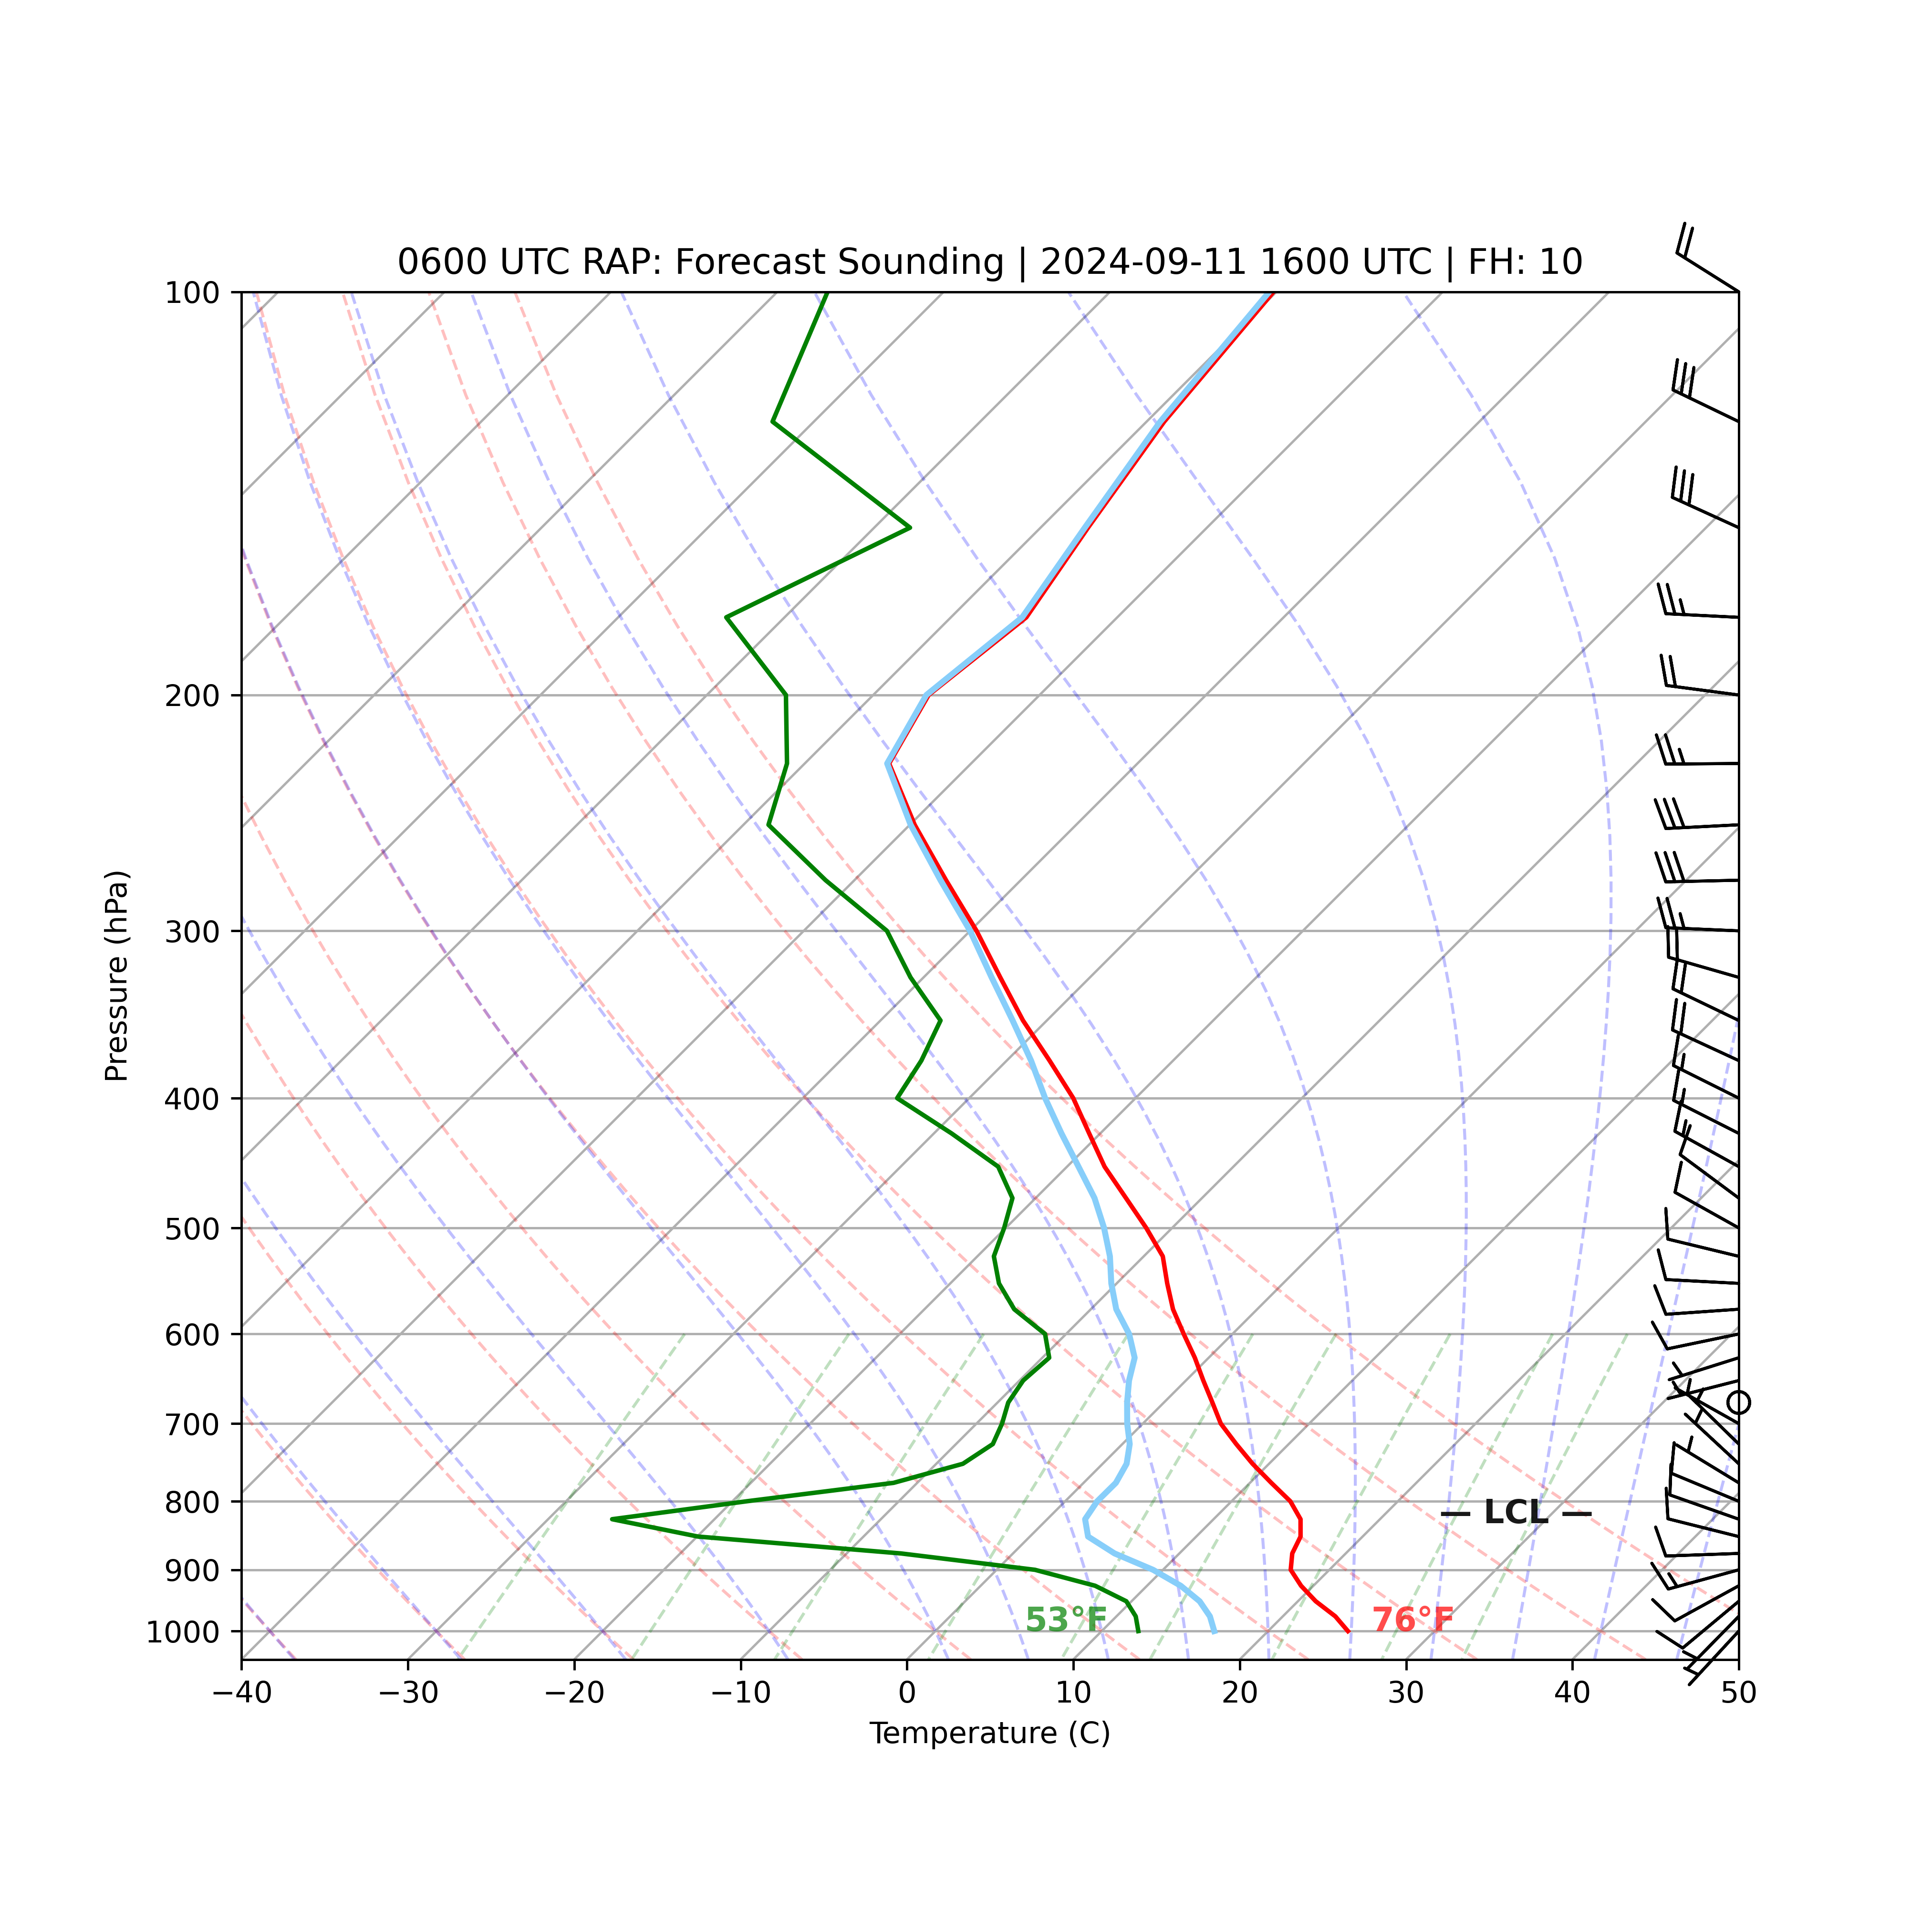 0600 UTC RAP: Forecast Sounding | 2024-09-11 1600 UTC | FH: 10
100
200
300
400
500
600
700
800
900
1000
Pressure (hPa)
— LCL —
53°F
76°F
−40 −30 −20 −10 0 10 20 30 40 50
Temperature (C)